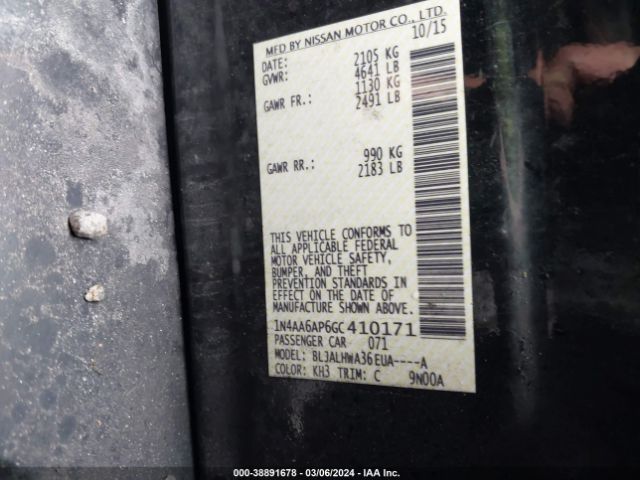 MFD BY NISSAN MOTOR CO., LTD.
DATE: 10/15
GVWR: 2105 KG
4641 LB
GAWR FR.: 1130 KG
2491 LB
GAWR RR.: 990 KG
2183 LB
THIS VEHICLE CONFORMS TO
ALL APPLICABLE FEDERAL
MOTOR VEHICLE SAFETY,
BUMPER, AND THEFT
PREVENTION STANDARDS IN
EFFECT ON THE DATE OF
MANUFACTURE SHOWN ABOVE.
1N4AA6AP6GC410171
PASSENGER CAR 071
MODEL: BL3ALHWA36EUA----A
COLOR: KH3 TRIM: C 9N00A
000-38891678 - 03/06/2024 - IAA Inc.